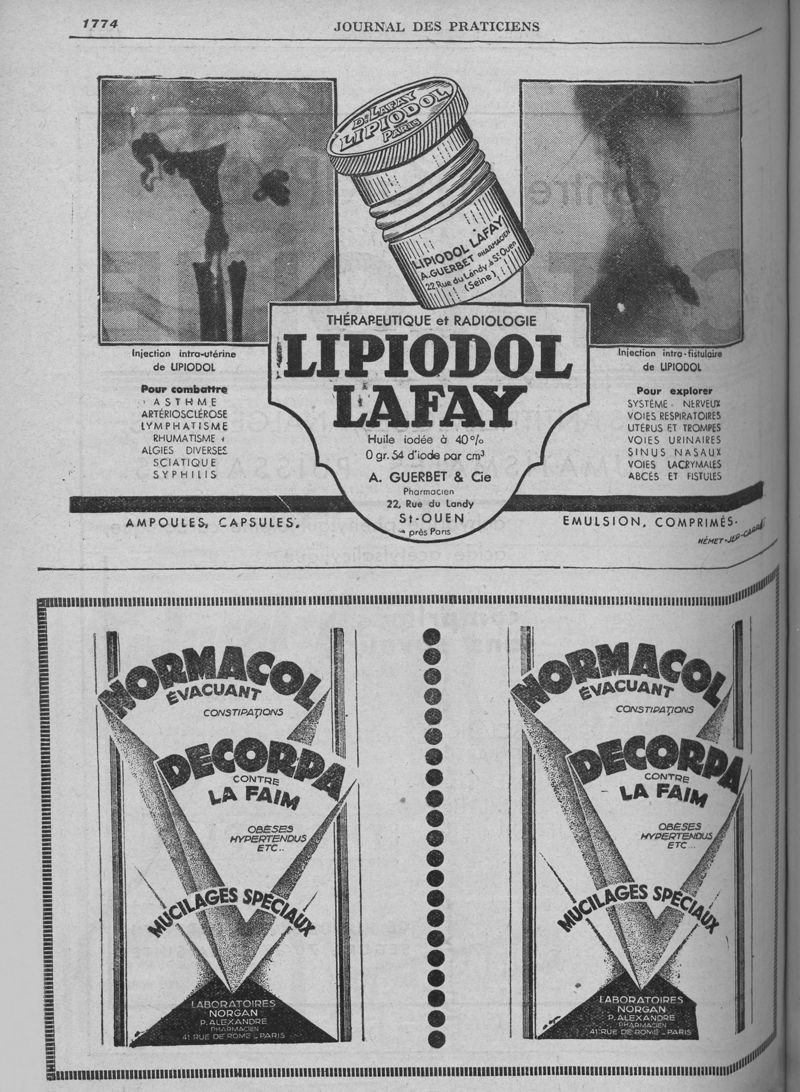 1774
JOURNAL DES PRATICIENS
Dr LAFAY
LIPIODOL
PARIS
LIPIODOL LAFAY
A. GUERBET PHARMACIEN
22, Rue du Landy à St Ouen
(Seine)
Injection intra-utérine
de LIPIODOL
Pour combattre
ASTHME
ARTÉRIOSCLÉROSE
LYMPHATISME
RHUMATISME
ALGIES DIVERSES
SCIATIQUE
SYPHILIS
THÉRAPEUTIQUE et RADIOLOGIE
LIPIODOL
LAFAY
Huile iodée à 40%
0 gr. 54 d'iode par cm³
A. GUERBET & Cie
Pharmacien
22, Rue du Landy
St-OUEN
près Paris
Injection intra-fistulaire
de LIPIODOL
Pour explorer
SYSTÈME NERVEUX
VOIES RESPIRATOIRES
UTÉRUS ET TROMPES
VOIES URINAIRES
SINUS NASAUX
VOIES LACRYMALES
ABCÈS ET FISTULES
AMPOULES, CAPSULES,
EMULSION, COMPRIMÉS.
HÉMET-JEP-CARRÉ
NORMACOL
ÉVACUANT
CONSTIPATIONS
DECORPA
CONTRE
LA FAIM
OBÈSES
HYPERTENDUS
ETC...
MUCILAGES SPÉCIAUX
LABORATOIRES
NORGAN
P. ALEXANDRE
PHARMACIEN
41 RUE DE ROME - PARIS
NORMACOL
ÉVACUANT
CONSTIPATIONS
DECORPA
CONTRE
LA FAIM
OBÈSES
HYPERTENDUS
ETC...
MUCILAGES SPÉCIAUX
LABORATOIRES
NORGAN
P. ALEXANDRE
PHARMACIEN
41 RUE DE ROME - PARIS